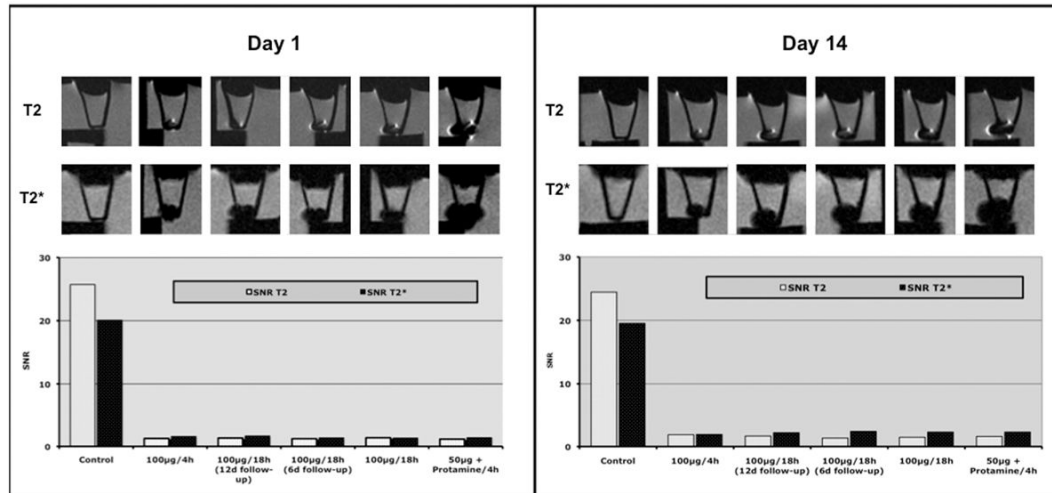 Day 1
T2
T2*
30
20
10
0
SNR
SNR T2 SNR T2*
Control
100µg/4h
100µg/18h
(12d follow-
up)
100µg/18h
(6d follow-up)
100µg/18h
50µg +
Protamine/4h
Day 14
T2
T2*
30
20
10
0
SNR
SNR T2 SNR T2*
Control
100µg/4h
100µg/18h
(12d follow-up)
100µg/18h
(6d follow-up)
100µg/18h
50µg +
Protamine/4h